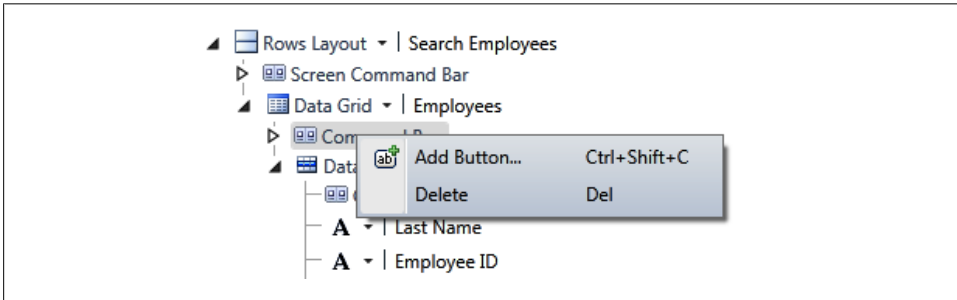 Rows Layout | Search Employees
Screen Command Bar
Data Grid | Employees
Add Button... Ctrl+Shift+C
Data
Delete Del
A | Last Name
A | Employee ID